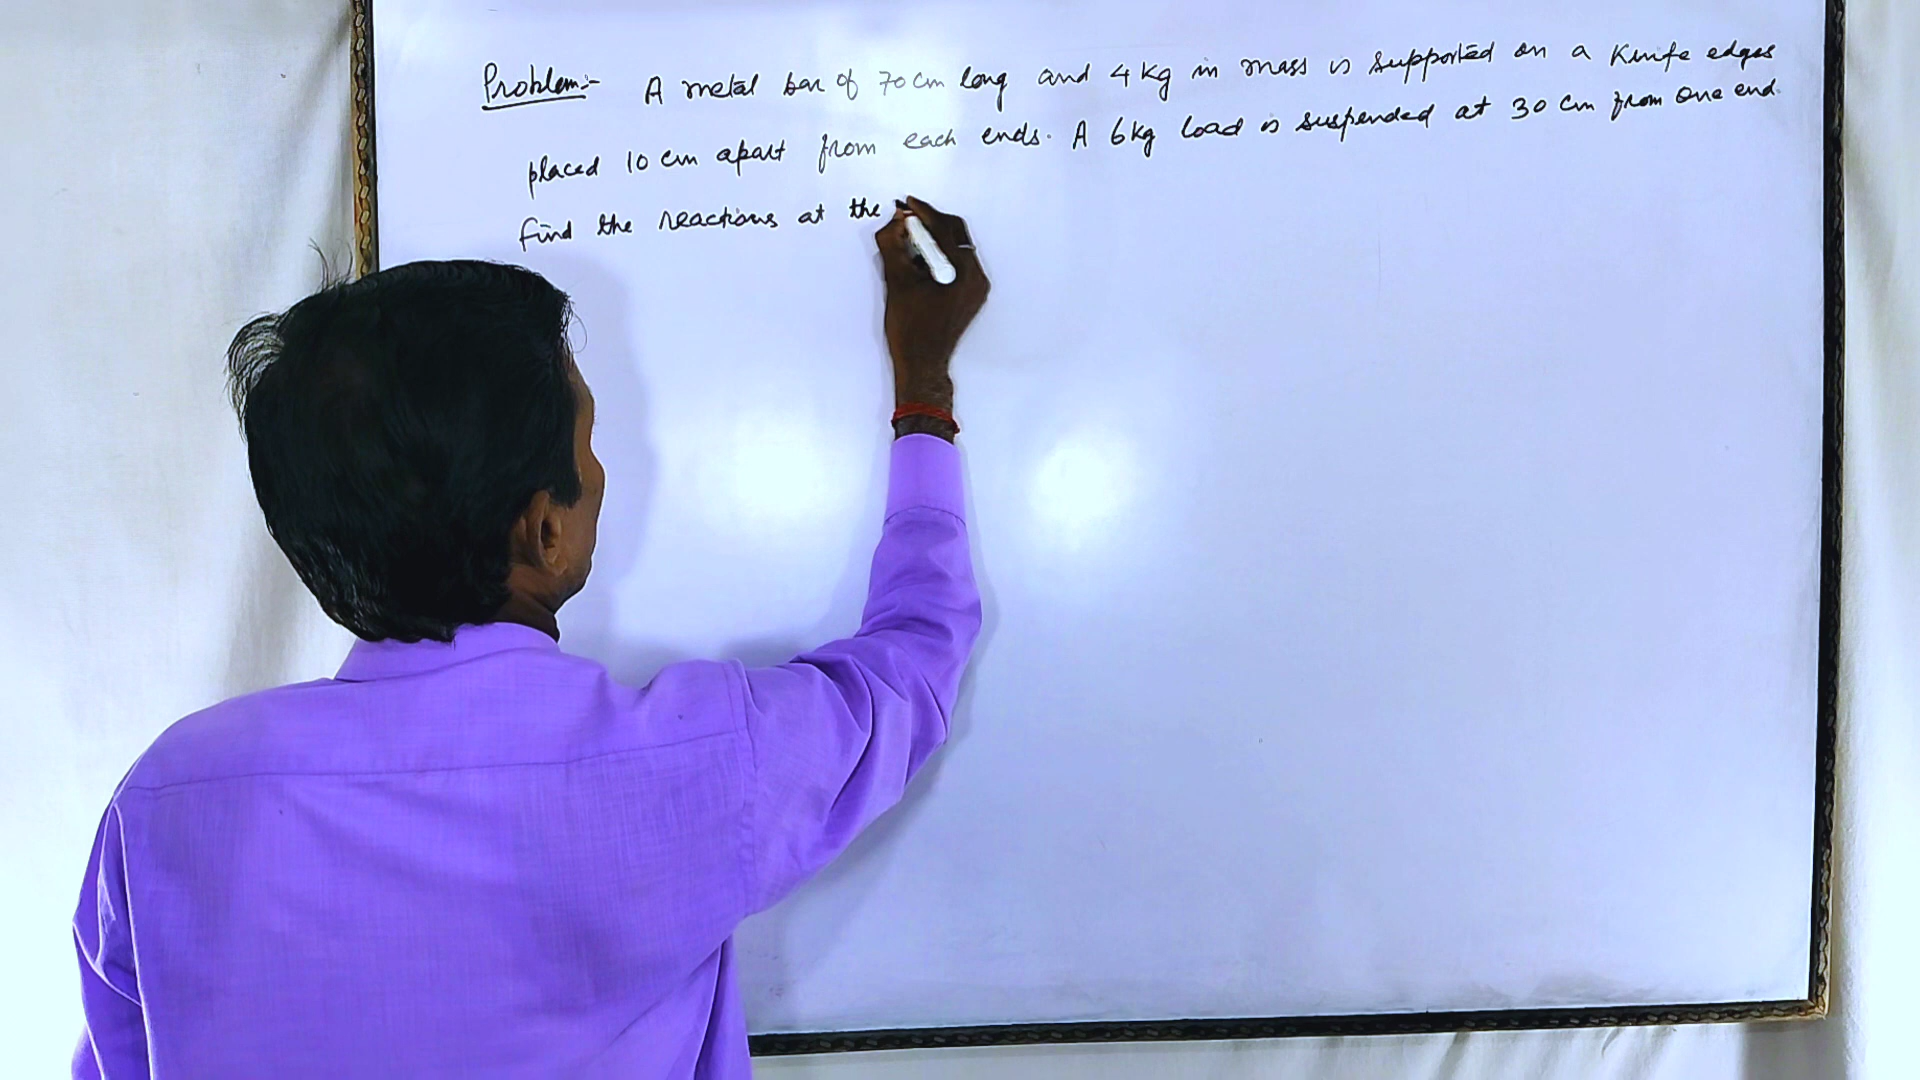 Problem:- A metal bar of 70 cm long and 4 kg in mass is supported on a knife edges
placed 10 cm apart from each ends. A 6 kg load is suspended at 30 cm from one end.
Find the reactions at the